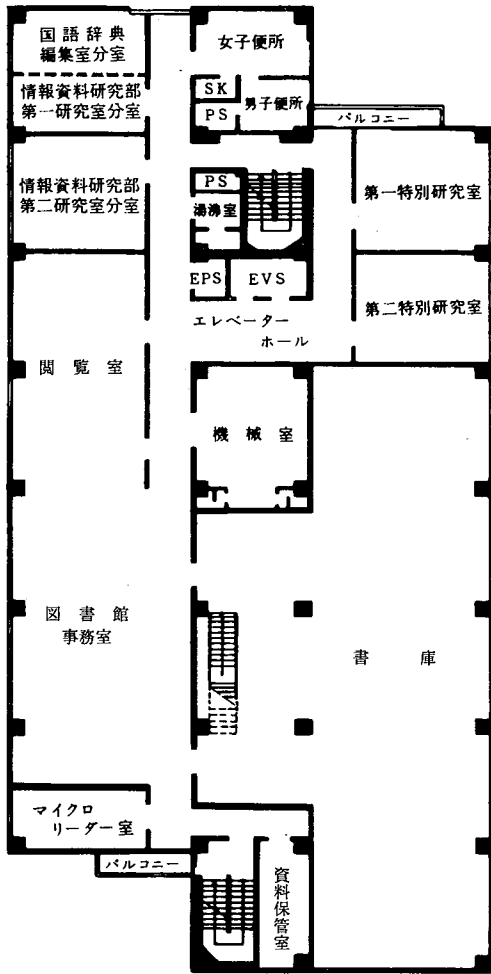 国語辞典
編集室分室
女子便所
情報資料研究部
第一研究室分室
SK
PS
男子便所
バルコニー
情報資料研究部
第二研究室分室
PS
湯沸室
第一特別研究室
EPS
EVS
第二特別研究室
エレベーター
ホール
閲覧室
機械室
図書館
事務室
書庫
マイクロ
リーダー室
バルコニー
資料保管室